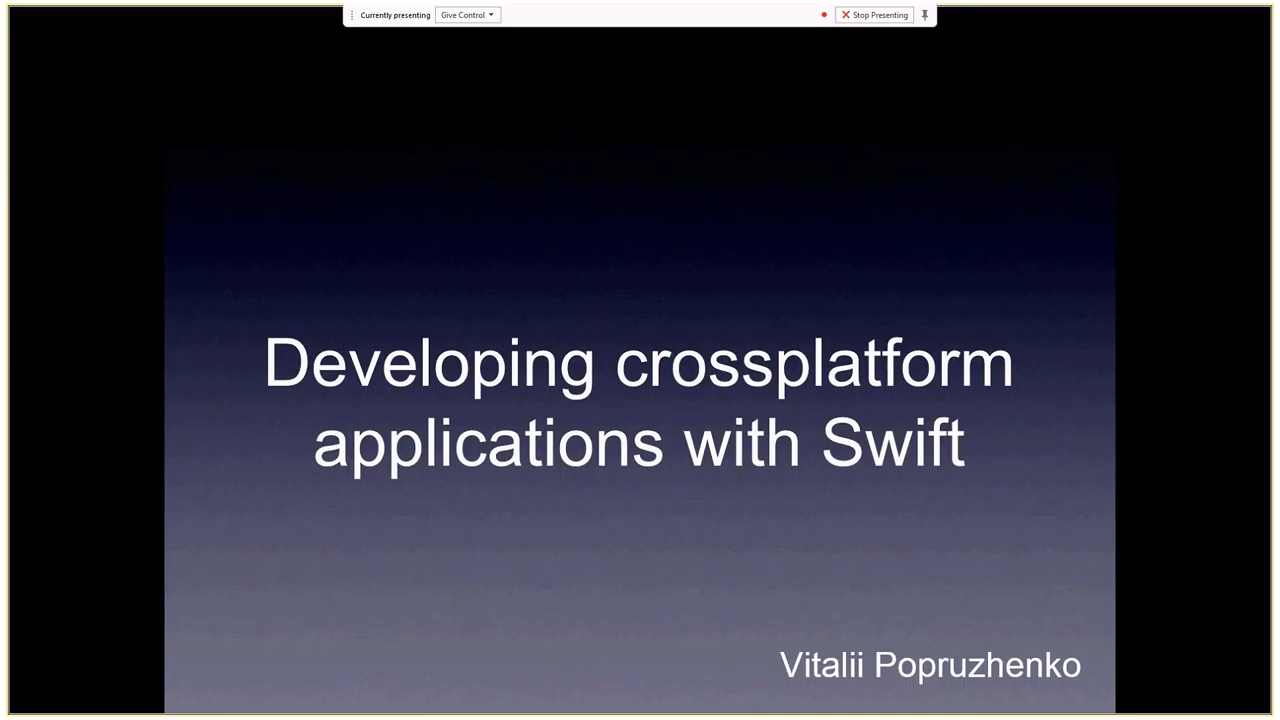 Currently presenting Give Control Stop Presenting
Developing crossplatform
applications with Swift
Vitalii Popruzhenko